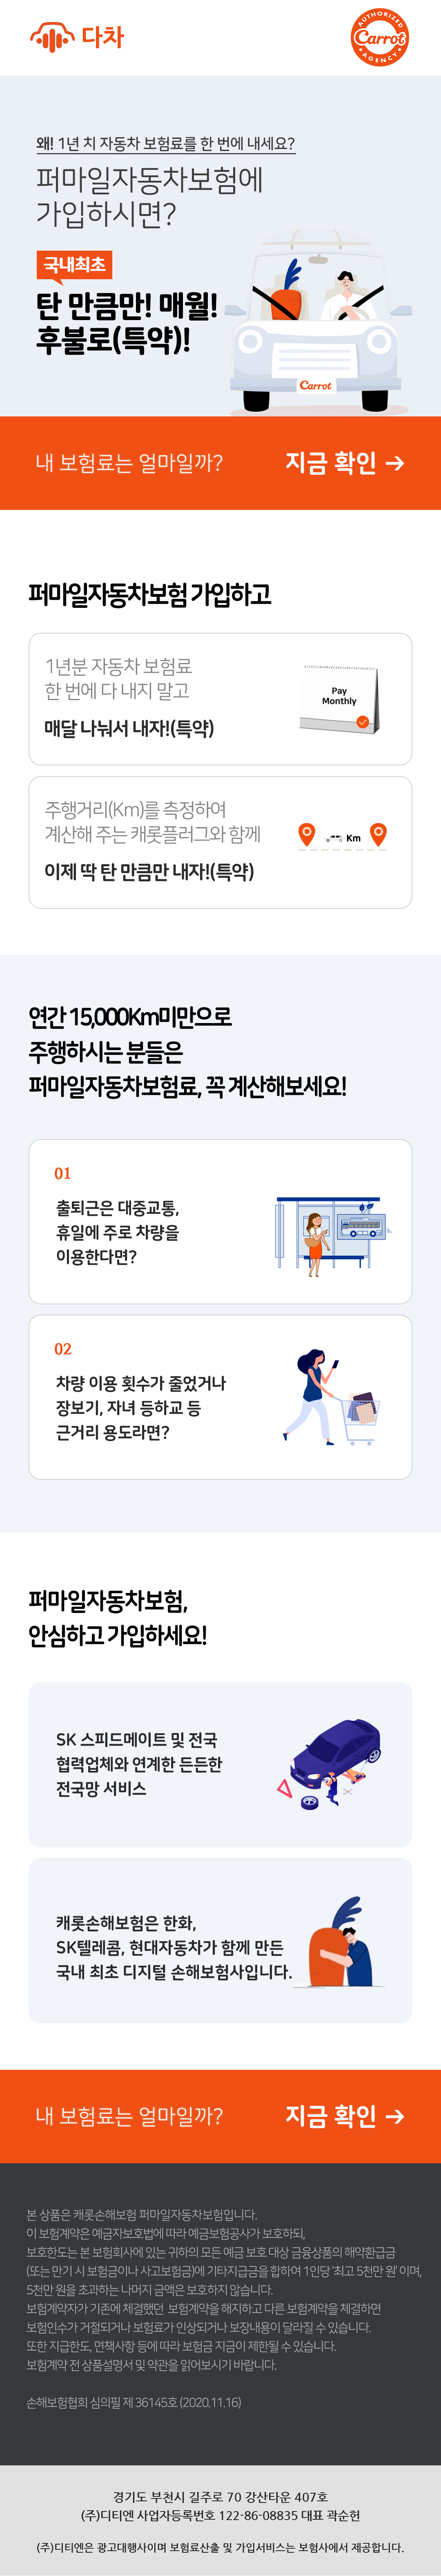 다차
AUTHORIZED
Carrot
AGENCY
왜! 1년 치 자동차 보험료를 한 번에 내세요?
퍼마일자동차보험에
가입하시면?
국내최초
탄 만큼만! 매월!
후불로(특약)!
Carrot
내 보험료는 얼마일까?
지금 확인 →
퍼마일자동차보험 가입하고
1년분 자동차 보험료
한 번에 다 내지 말고
매달 나눠서 내자!(특약)
Pay
Monthly
주행거리(Km)를 측정하여
계산해 주는 캐롯플러그와 함께
이제 딱 탄 만큼만 내자!(특약)
Km
연간 15,000Km미만으로
주행하시는 분들은
퍼마일자동차보험료, 꼭 계산해보세요!
01
출퇴근은 대중교통,
휴일에 주로 차량을
이용한다면?
02
차량 이용 횟수가 줄었거나
장보기, 자녀 등하교 등
근거리 용도라면?
퍼마일자동차보험,
안심하고 가입하세요!
SK 스피드메이트 및 전국
협력업체와 연계한 든든한
전국망 서비스
캐롯손해보험은 한화,
SK텔레콤, 현대자동차가 함께 만든
국내 최초 디지털 손해보험사입니다.
내 보험료는 얼마일까?
지금 확인 →
본 상품은 캐롯손해보험 퍼마일자동차보험입니다.
이 보험계약은 예금자보호법에 따라 예금보험공사가 보호하되,
보호한도는 본 보험회사에 있는 귀하의 모든 예금 보호 대상 금융상품의 해약환급금
(또는 만기 시 보험금이나 사고보험금)에 기타지급금을 합하여 1인당 '최고 5천만 원' 이며,
5천만 원을 초과하는 나머지 금액은 보호하지 않습니다.
보험계약자가 기존에 체결했던 보험계약을 해지하고 다른 보험계약을 체결하면
보험인수가 거절되거나 보험료가 인상되거나 보장내용이 달라질 수 있습니다.
또한 지급한도, 면책사항 등에 따라 보험금 지급이 제한될 수 있습니다.
보험계약 전 상품설명서 및 약관을 읽어보시기 바랍니다.
손해보험협회 심의필 제 36145호 (2020.11.16)
경기도 부천시 길주로 70 강산타운 407호
(주)디티엔 사업자등록번호 122-86-08835 대표 곽순헌
(주)디티엔은 광고대행사이며 보험료산출 및 가입서비스는 보험사에서 제공합니다.